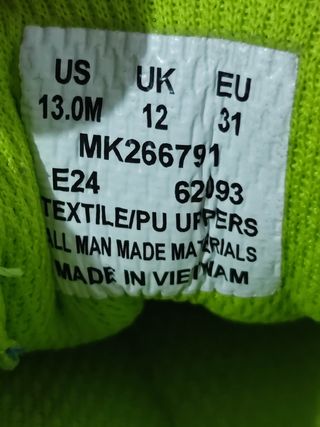 US UK EU
13.0M 12 31
MK266791
E24 62093
TEXTILE/PU UPPERS
ALL MAN MADE MATERIALS
MADE IN VIETNAM